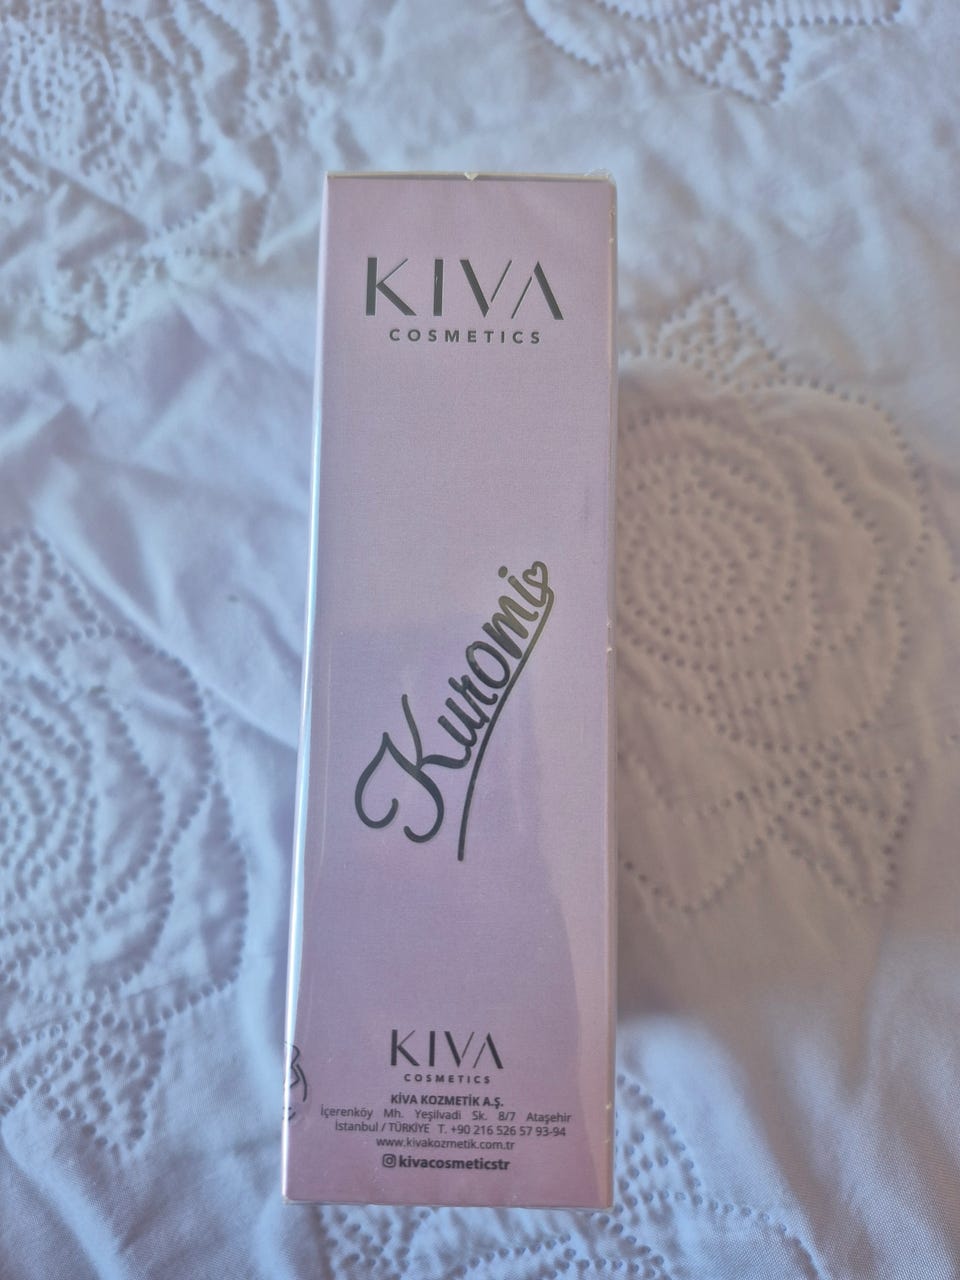 KIVA
COSMETICS
Kuromi
KIVA
COSMETICS
KİVA KOZMETİK A.Ş.
İçerenköy Mh. Yeşilvadi Sk. 8/7 Ataşehir
İstanbul / TÜRKİYE T. +90 216 526 57 93-94
www.kivakozmetik.com.tr
kivacosmeticstr